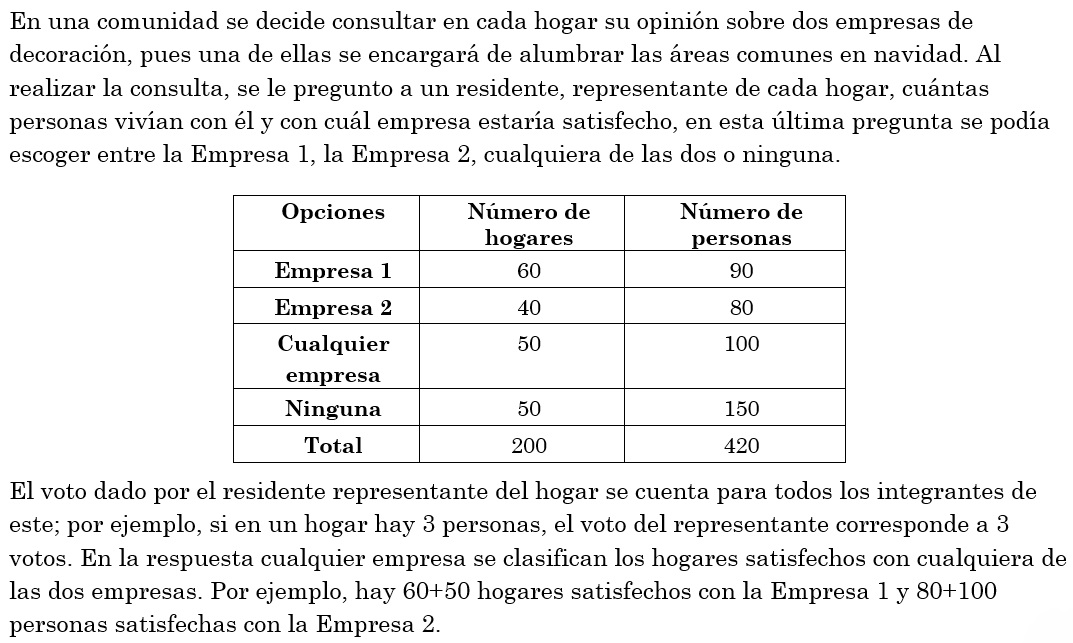 En una comunidad se decide consultar en cada hogar su opinión sobre dos empresas de
decoración, pues una de ellas se encargará de alumbrar las áreas comunes en navidad. Al
realizar la consulta, se le pregunto a un residente, representante de cada hogar, cuántas
personas vivían con él y con cuál empresa estaría satisfecho, en esta última pregunta se podía
escoger entre la Empresa 1, la Empresa 2, cualquiera de las dos o ninguna.
Opciones Número de hogares Número de personas
Empresa 1 60 90
Empresa 2 40 80
Cualquier empresa 50 100
Ninguna 50 150
Total 200 420
El voto dado por el residente representante del hogar se cuenta para todos los integrantes de
este; por ejemplo, si en un hogar hay 3 personas, el voto del representante corresponde a 3
votos. En la respuesta cualquier empresa se clasifican los hogares satisfechos con cualquiera de
las dos empresas. Por ejemplo, hay 60+50 hogares satisfechos con la Empresa 1 y 80+100
personas satisfechas con la Empresa 2.